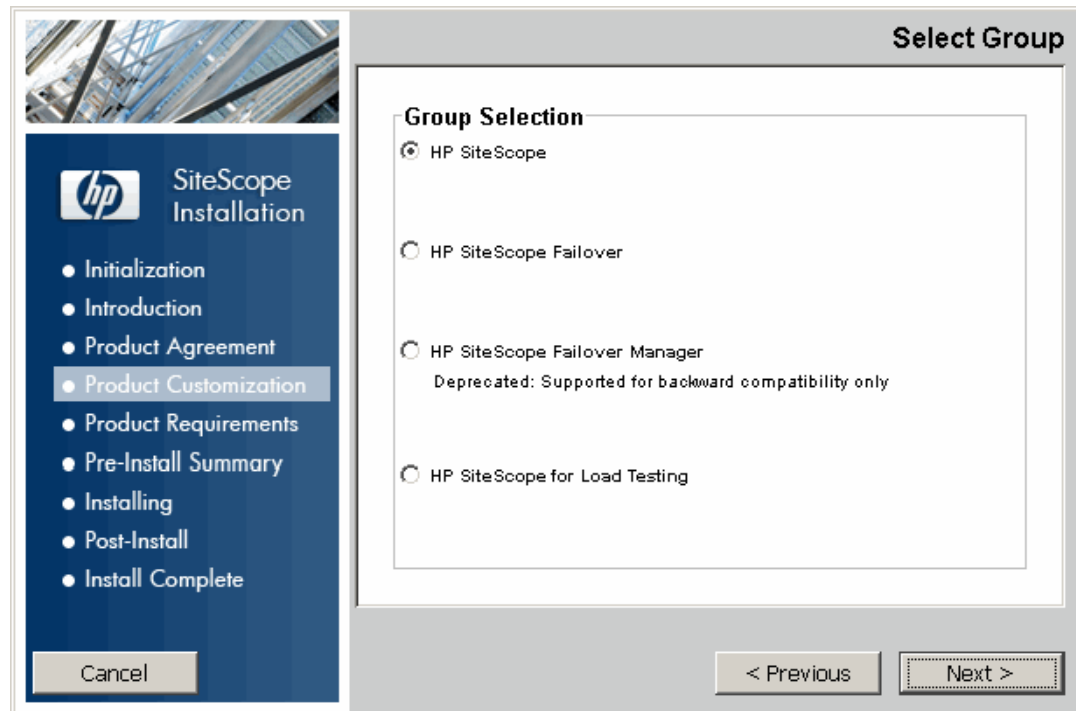 Select Group
hp
SiteScope
Installation
Initialization
Introduction
Product Agreement
Product Customization
Product Requirements
Pre-Install Summary
Installing
Post-Install
Install Complete
Group Selection
HP SiteScope
HP SiteScope Failover
HP SiteScope Failover Manager
Deprecated: Supported for backward compatibility only
HP SiteScope for Load Testing
Cancel
< Previous
Next >